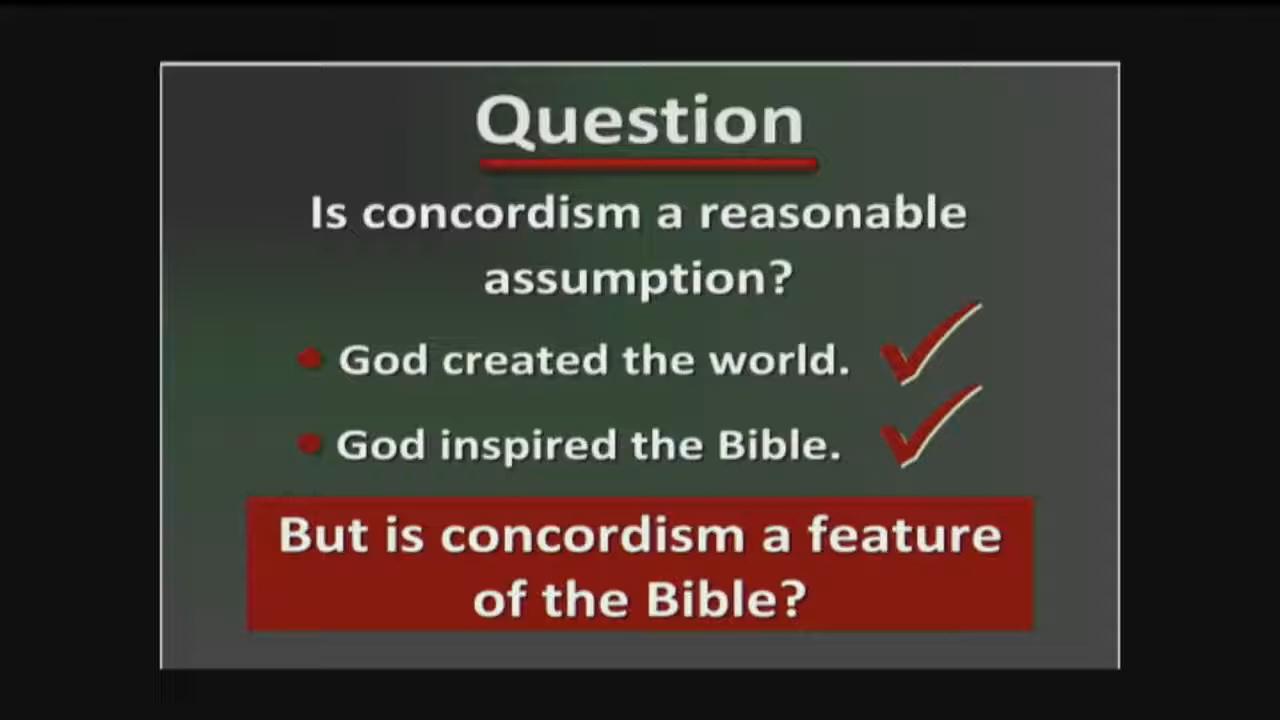 Question
Is concordism a reasonable
assumption?
• God created the world.
• God inspired the Bible.
But is concordism a feature
of the Bible?